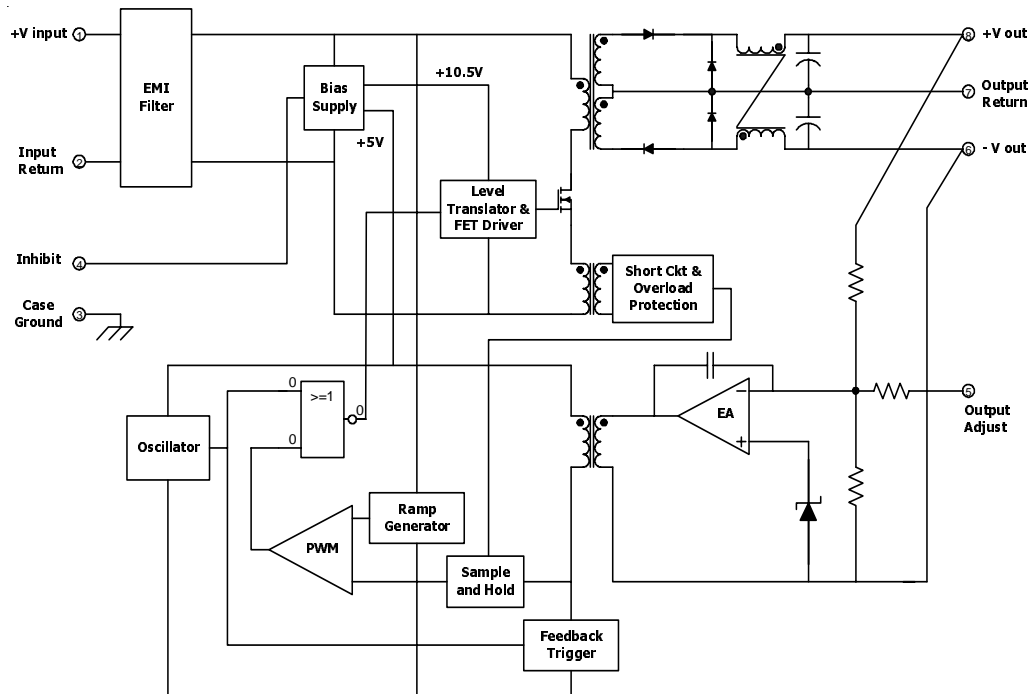 +V input
1
EMI
Filter
Input
Return
2
Bias
Supply
+10.5V
+5V
8
+V out
7
Output
Return
6
- V out
Level
Translator &
FET Driver
Inhibit
4
Case
Ground
3
Short Ckt &
Overload
Protection
0
>=1
0
0
Oscillator
EA
−
+
5
Output
Adjust
Ramp
Generator
PWM
Sample
and Hold
Feedback
Trigger